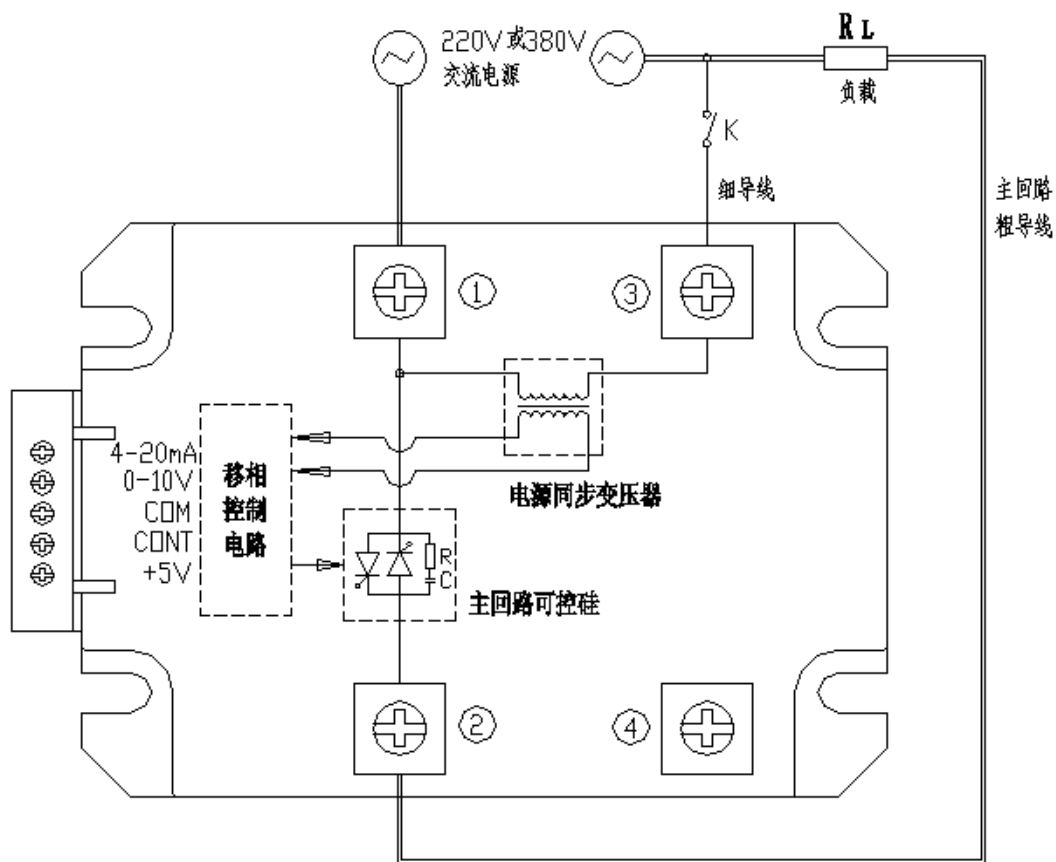 220V或380V
交流电源
RL
负载
K
细导线
主回路
粗导线
①
③
4-20mA
0-10V
COM
CONT
+5V
移相
控制
电路
电源同步变压器
R
C
主回路可控硅
②
④